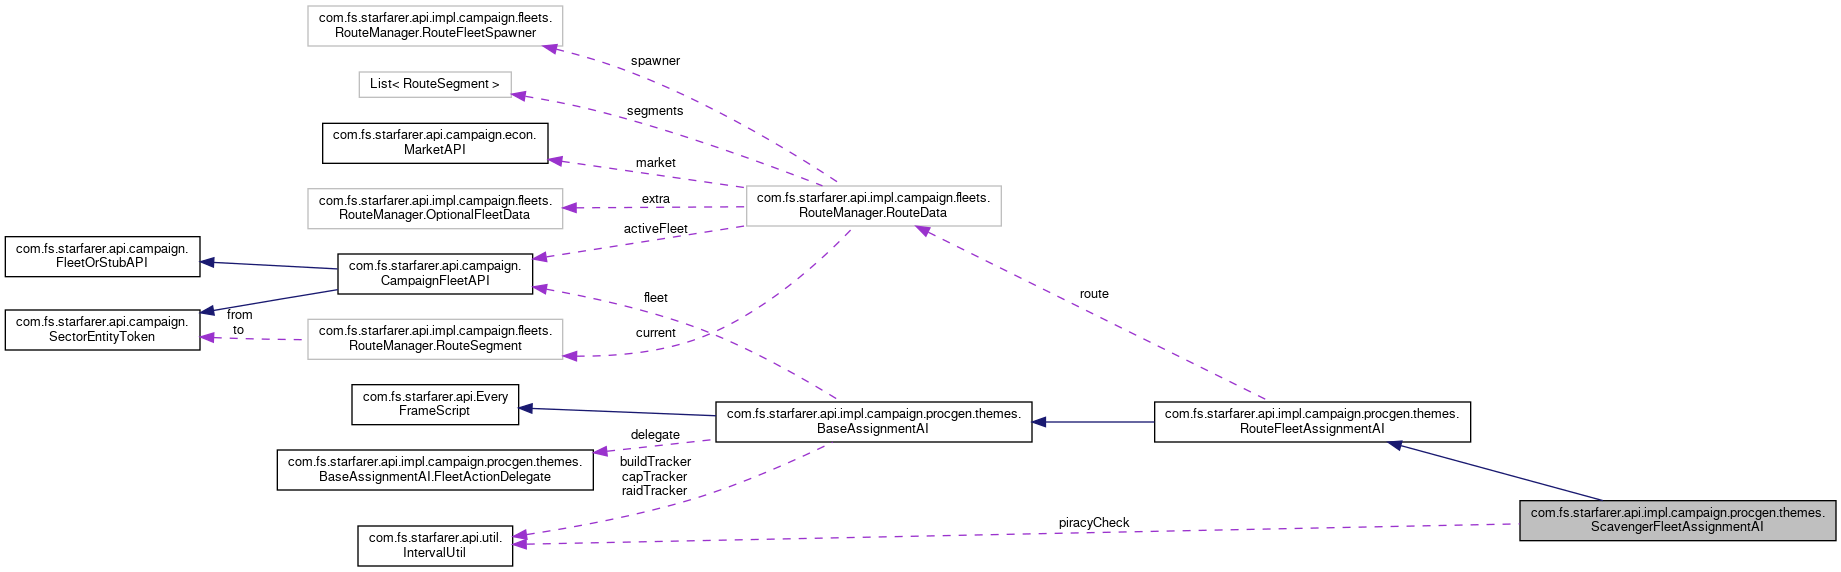 com.fs.starfarer.api.impl.campaign.fleets.
RouteManager.RouteFleetSpawner
spawner
List< RouteSegment >
segments
com.fs.starfarer.api.campaign.econ.
MarketAPI
market
com.fs.starfarer.api.impl.campaign.fleets.
RouteManager.RouteData
com.fs.starfarer.api.impl.campaign.fleets.
RouteManager.OptionalFleetData
extra
activeFleet
com.fs.starfarer.api.campaign.
FleetOrStubAPI
com.fs.starfarer.api.campaign.
CampaignFleetAPI
fleet
route
com.fs.starfarer.api.campaign.
SectorEntityToken
from
to
com.fs.starfarer.api.impl.campaign.fleets.
RouteManager.RouteSegment
current
com.fs.starfarer.api.Every
FrameScript
com.fs.starfarer.api.impl.campaign.procgen.themes.
BaseAssignmentAI
com.fs.starfarer.api.impl.campaign.procgen.themes.
RouteFleetAssignmentAI
delegate
com.fs.starfarer.api.impl.campaign.procgen.themes.
BaseAssignmentAI.FleetActionDelegate
buildTracker
capTracker
raidTracker
com.fs.starfarer.api.util.
IntervalUtil
piracyCheck
com.fs.starfarer.api.impl.campaign.procgen.themes.
ScavengerFleetAssignmentAI